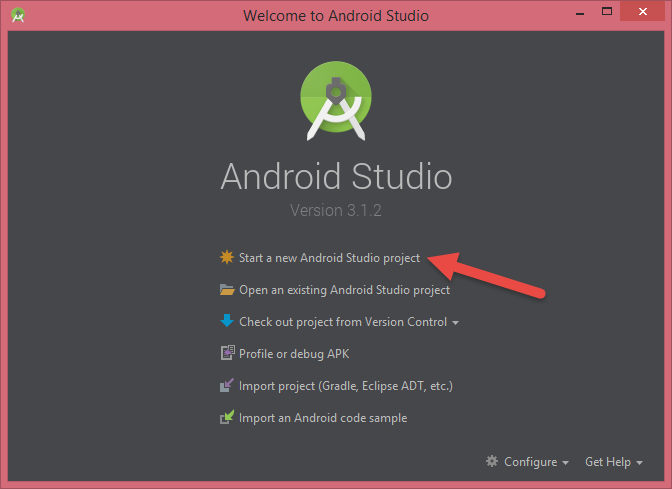 Welcome to Android Studio
Android Studio
Version 3.1.2
Start a new Android Studio project
Open an existing Android Studio project
Check out project from Version Control
Profile or debug APK
Import project (Gradle, Eclipse ADT, etc.)
Import an Android code sample
Configure Get Help